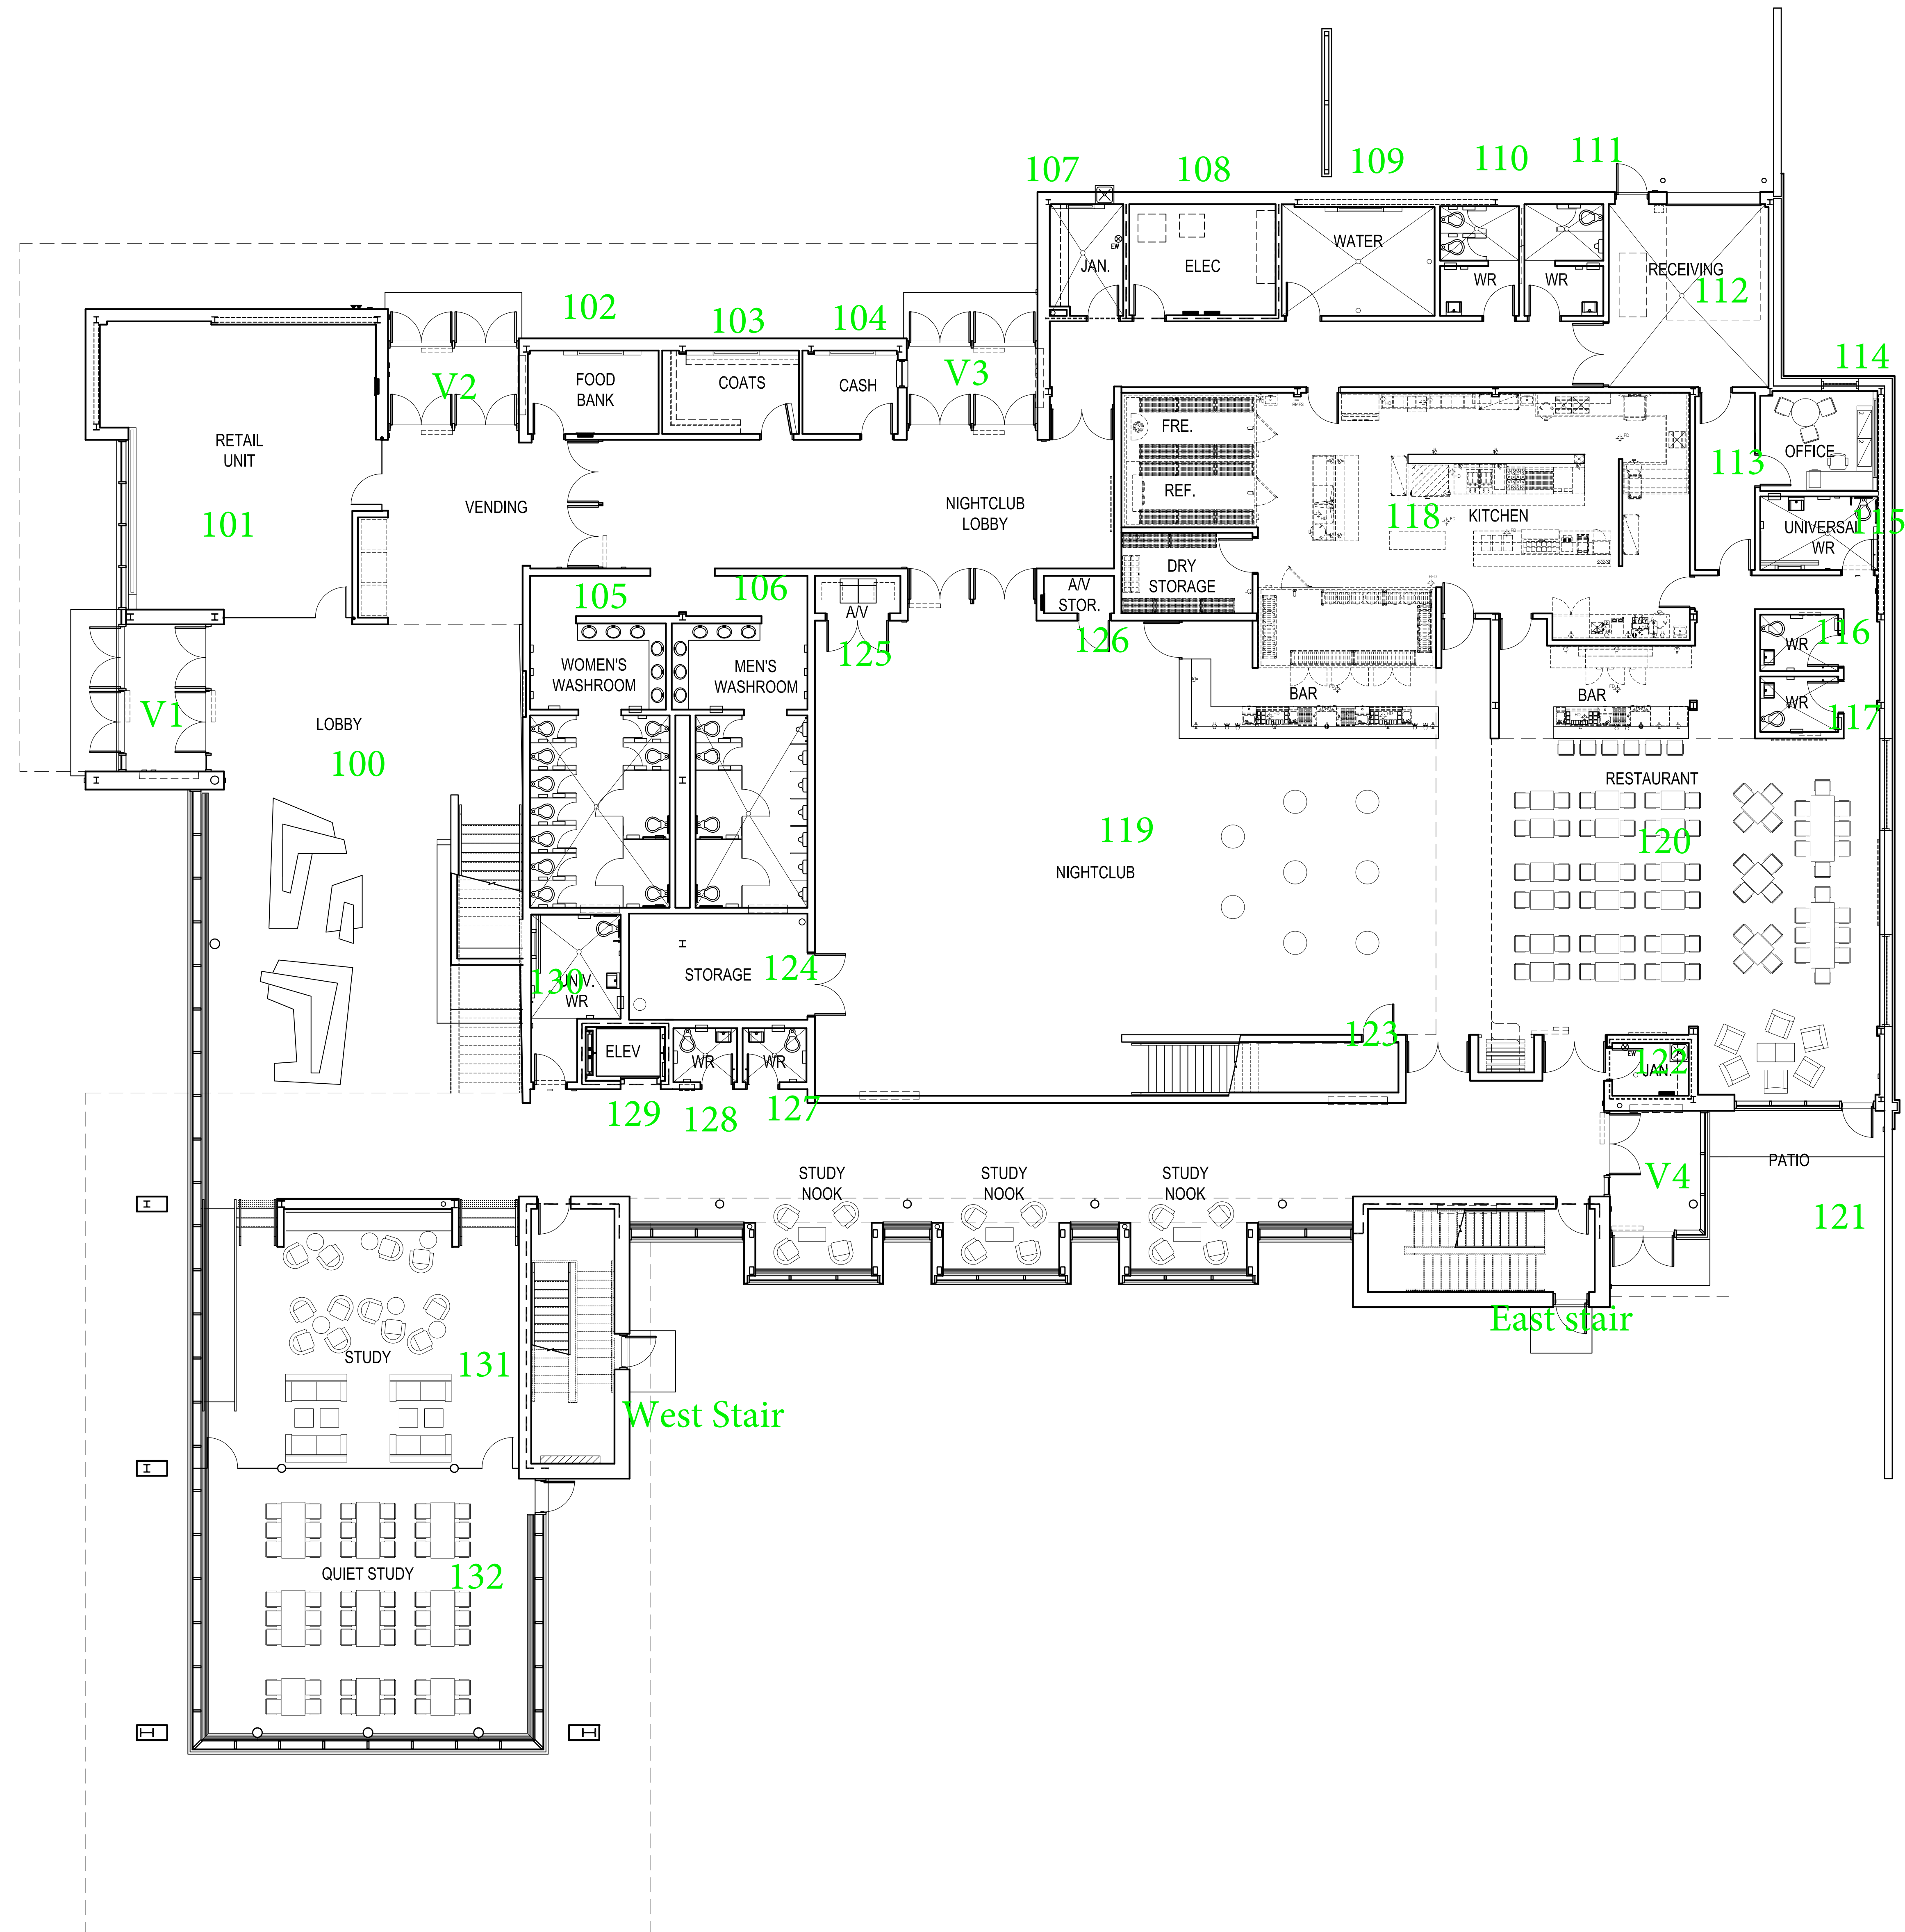 107
108
109
110
111
JAN.
EW
ELEC
WATER
WR
WR
RECEIVING
112
102
103
104
V2
FOOD
BANK
COATS
CASH
V3
114
RETAIL
UNIT
101
VENDING
NIGHTCLUB
LOBBY
FRE.
REF.
118
KITCHEN
113
OFFICE
115
UNIVERSAL
WR
DRY
STORAGE
105
106
A/V
125
A/V
STOR.
126
116
WR
WOMEN'S
WASHROOM
MEN'S
WASHROOM
BAR
BAR
WR
117
V1
LOBBY
100
RESTAURANT
119
120
NIGHTCLUB
130
UNIV.
WR
STORAGE
124
123
ELEV
WR
WR
EW
122
JAN.
129
128
127
STUDY
NOOK
STUDY
NOOK
STUDY
NOOK
V4
PATIO
121
East stair
STUDY
131
West Stair
QUIET STUDY
132